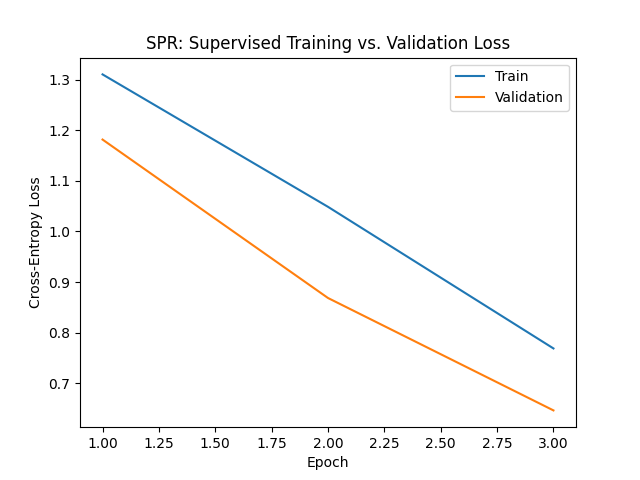 SPR: Supervised Training vs. Validation Loss
Train
Validation
Cross-Entropy Loss
1.3
1.2
1.1
1.0
0.9
0.8
0.7
1.00 1.25 1.50 1.75 2.00 2.25 2.50 2.75 3.00
Epoch